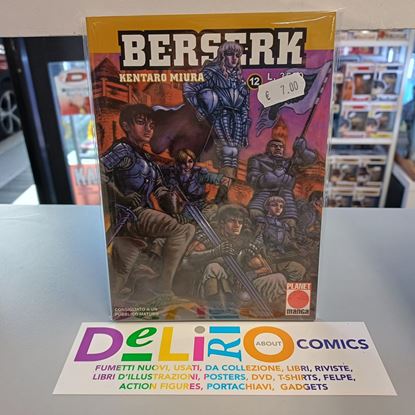 BERSERK
KENTARO MIURA
12
€ 7.00
CONSIGLIATO A UN
PUBBLICO MATURO
PLANET
manga
DeLiRiO ABOUT COMICS
FUMETTI NUOVI, USATI, DA COLLEZIONE, LIBRI, RIVISTE,
LIBRI D'ILLUSTRAZIONI, POSTERS, DVD, T-SHIRTS, FELPE,
ACTION FIGURES, PORTACHIAVI, GADGETS